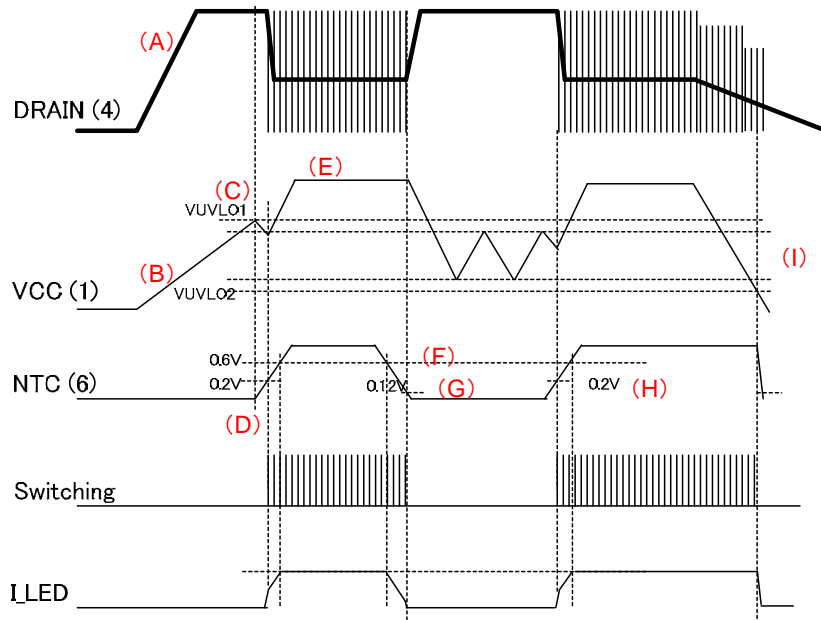 (A)
DRAIN (4)
(E)
(C)
VUVLO1
(B)
(I)
VCC (1)
VUVLO2
0.6V
(F)
NTC (6)
0.2V
0.12V
(G)
0.2V
(H)
(D)
Switching
I_LED